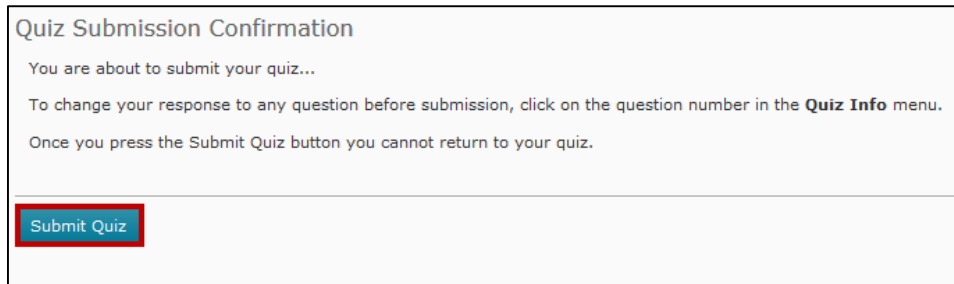 Quiz Submission Confirmation
You are about to submit your quiz...
To change your response to any question before submission, click on the question number in the Quiz Info menu.
Once you press the Submit Quiz button you cannot return to your quiz.
Submit Quiz